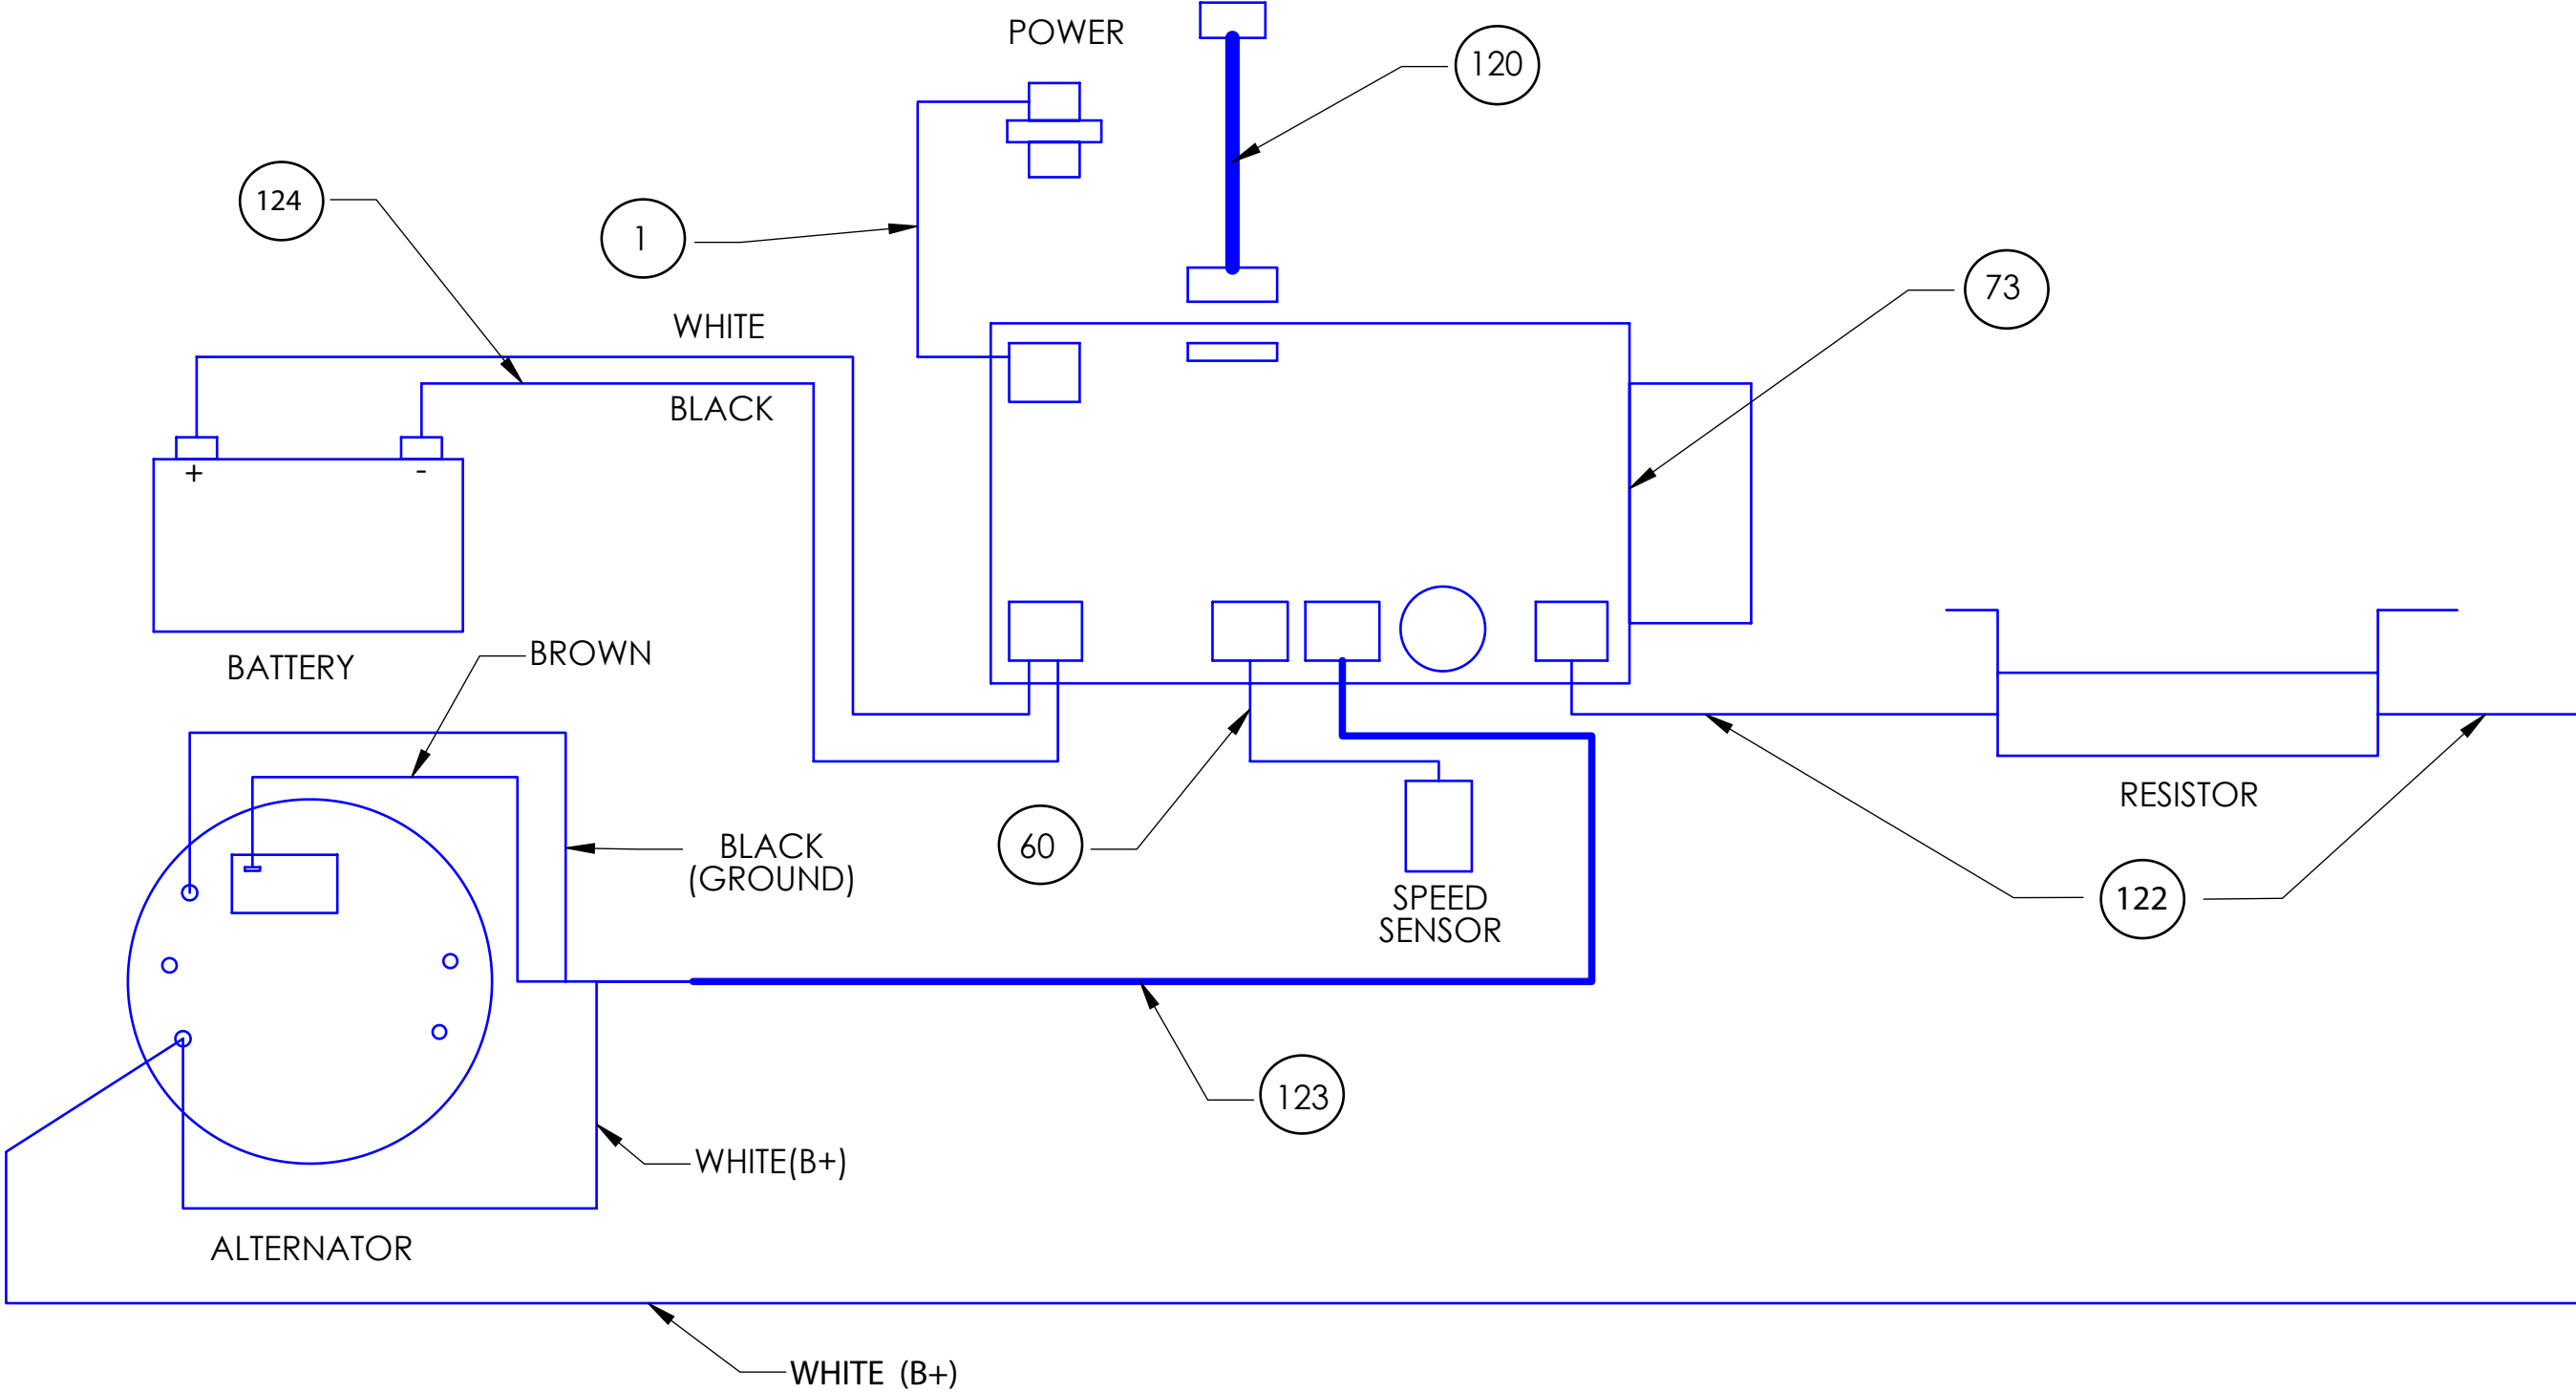 POWER
120
124
1
73
WHITE
BLACK
+ -
BATTERY
BROWN
RESISTOR
BLACK
(GROUND)
60
SPEED
SENSOR
122
123
WHITE(B+)
ALTERNATOR
WHITE (B+)